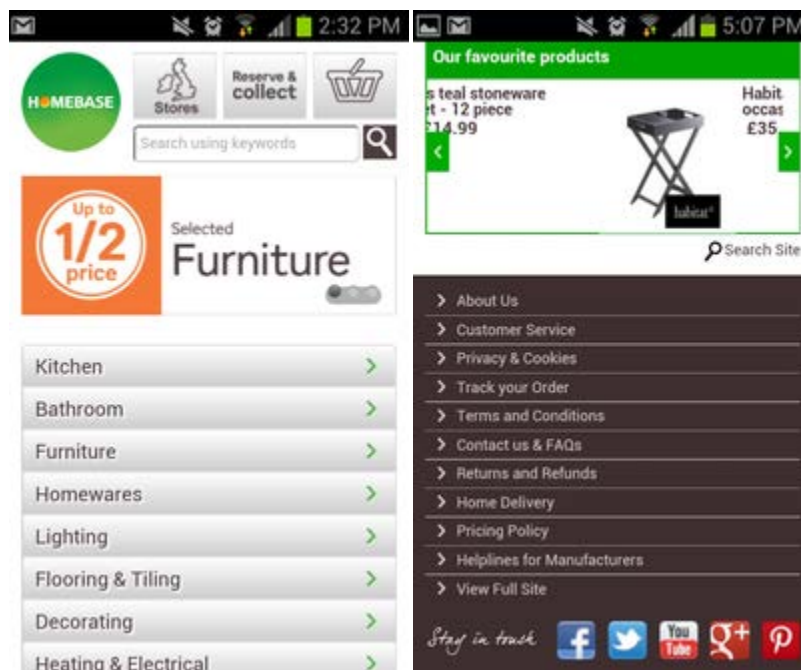 2:32 PM
HOMEBASE
Stores
Reserve &
collect
Search using keywords
Up to
1/2
price
Selected
Furniture
Kitchen
Bathroom
Furniture
Homewares
Lighting
Flooring & Tiling
Decorating
Heating & Electrical
5:07 PM
Our favourite products
s teal stoneware
et - 12 piece
£14.99
Habit
occas
£35
habitat
Search Site
About Us
Customer Service
Privacy & Cookies
Track your Order
Terms and Conditions
Contact us & FAQs
Returns and Refunds
Home Delivery
Pricing Policy
Helplines for Manufacturers
View Full Site
Stay in touch
You
Tube